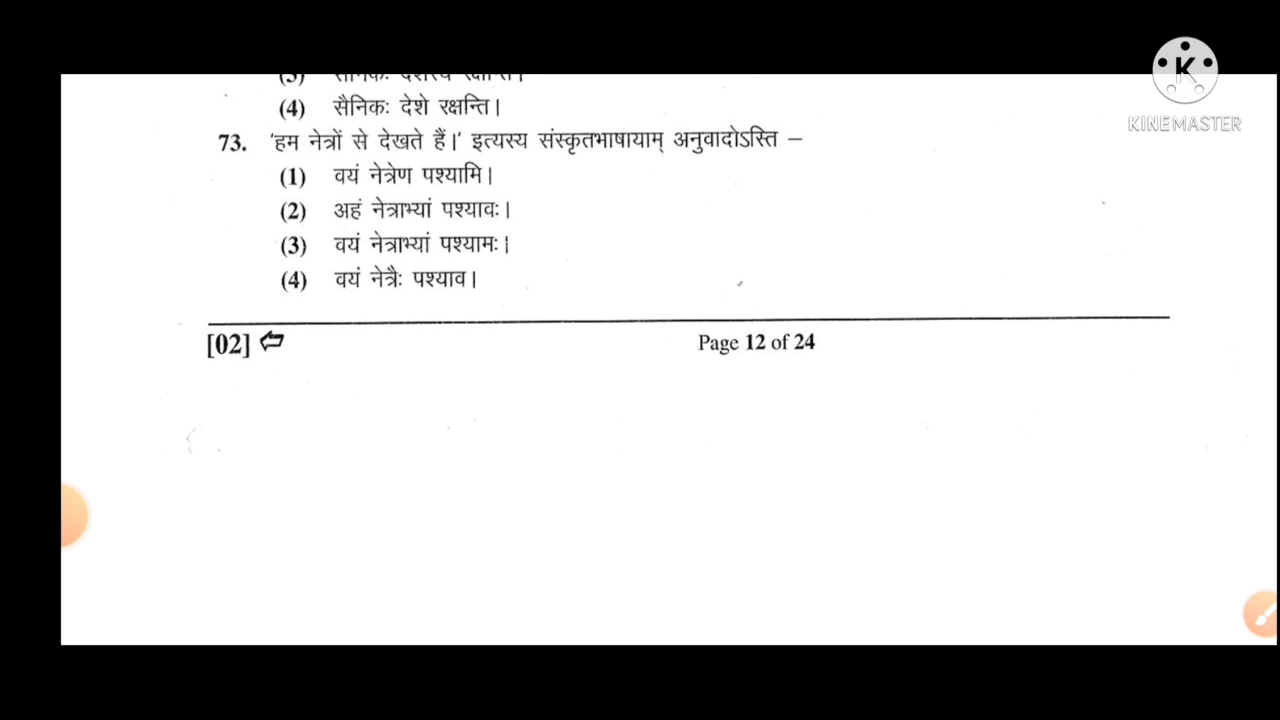 (4) सैनिकः देशे रक्षन्ति।
73. 'हम नेत्रों से देखते हैं।' इत्यस्य संस्कृतभाषायाम् अनुवादोऽस्ति –
(1) वयं नेत्रेण पश्यामि।
(2) अहं नेत्राभ्यां पश्यावः।
(3) वयं नेत्राभ्यां पश्यामः।
(4) वयं नेत्रैः पश्याव।
[02]
Page 12 of 24
K
KINEMASTER